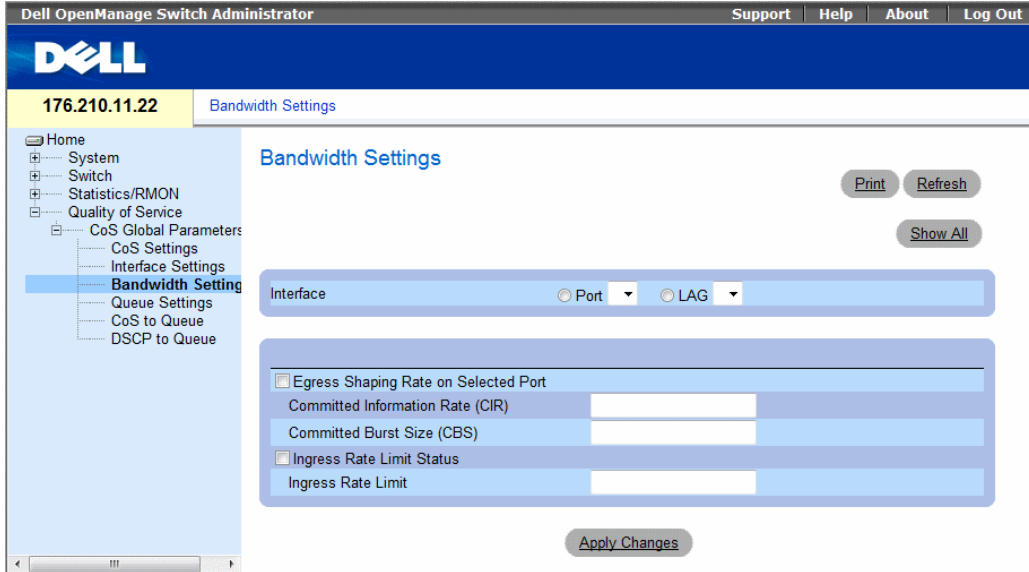 Dell OpenManage Switch Administrator
Support Help About Log Out
DELL
176.210.11.22
Bandwidth Settings
Home
System
Switch
Statistics/RMON
Quality of Service
CoS Global Parameters
CoS Settings
Interface Settings
Bandwidth Setting
Queue Settings
CoS to Queue
DSCP to Queue
Bandwidth Settings
Print Refresh
Show All
Interface Port LAG
Egress Shaping Rate on Selected Port
Committed Information Rate (CIR)
Committed Burst Size (CBS)
Ingress Rate Limit Status
Ingress Rate Limit
Apply Changes